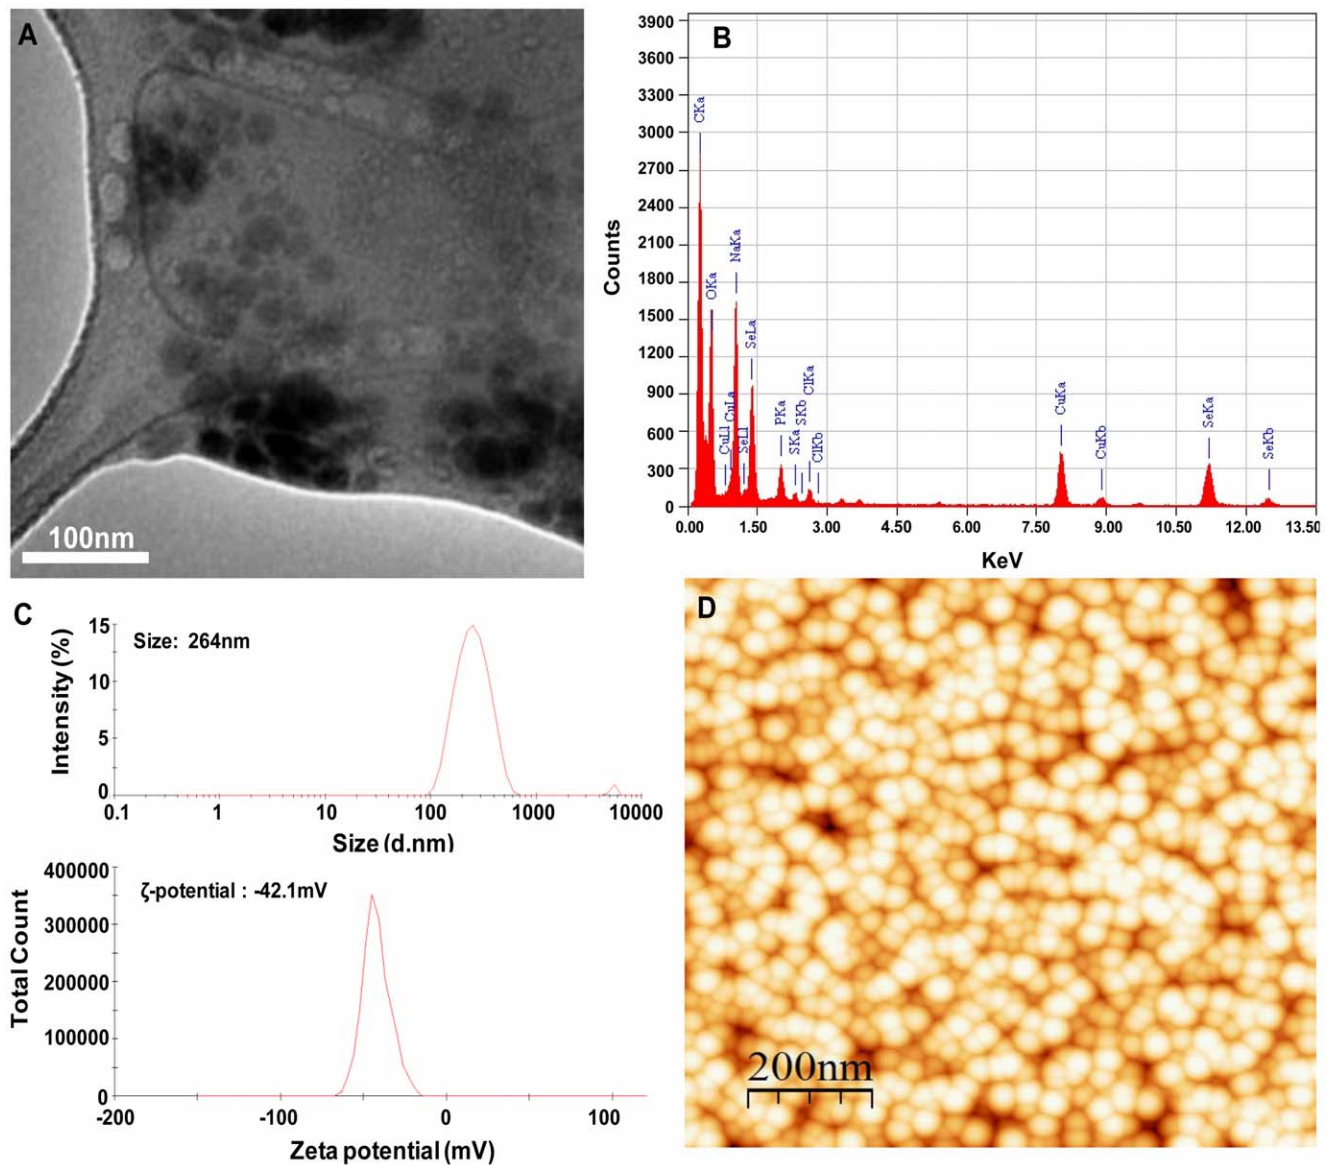 A
100nm
B
Counts
3900
3600
3300
3000
2700
2400
2100
1800
1500
1200
900
600
300
0
CKa
OKa
CuLl
CuLa
NaKa
SeLl
SeLa
PKa
SKa
SKb
ClKa
ClKb
CuKa
CuKb
SeKa
SeKb
0.00 1.50 3.00 4.50 6.00 7.50 9.00 10.50 12.00 13.50
KeV
C
Size: 264nm
Intensity (%)
15
10
5
0
0.1 1 10 100 1000 10000
Size (d.nm)
ζ-potential : -42.1mV
Total Count
400000
300000
200000
100000
0
-200 -100 0 100
Zeta potential (mV)
D
200nm